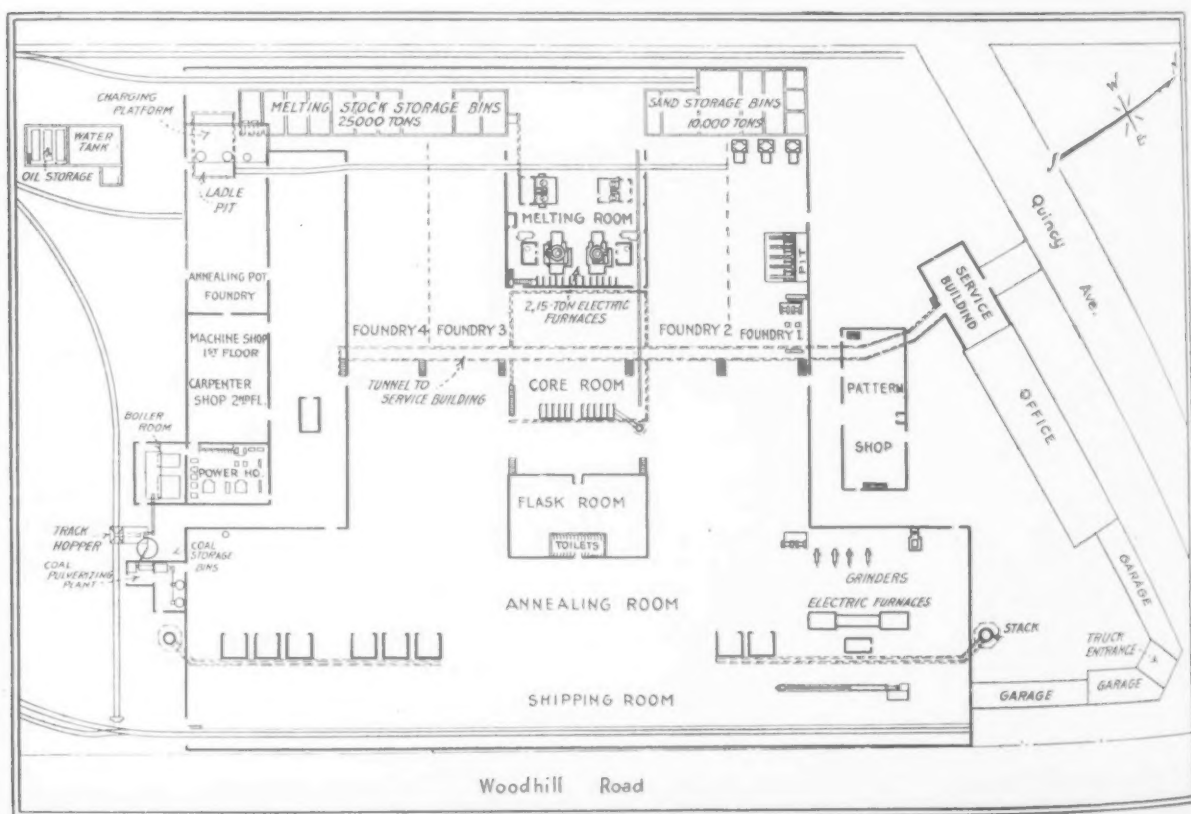 CHARGING
PLATFORM
MELTING STOCK STORAGE BINS
25000 TONS
SAND STORAGE BINS
10,000 TONS
WATER
TANK
OIL STORAGE
LADLE
PIT
MELTING ROOM
PIT
2,15-TON ELECTRIC
FURNACES
ANNEALING POT
FOUNDRY
FOUNDRY 4
FOUNDRY 3
FOUNDRY 2
FOUNDRY 1
MACHINE SHOP
1ST FLOOR
CARPENTER
SHOP 2ND FL.
TUNNEL TO
SERVICE BUILDING
CORE ROOM
PATTERN
SHOP
SERVICE
BUILDIND
OFFICE
Quincy
Ave.
N
E
S
BOILER
ROOM
POWER HO.
FLASK ROOM
TOILETS
TRACK
HOPPER
COAL
STORAGE
BINS
COAL
PULVERIZING
PLANT
GRINDERS
ANNEALING ROOM
ELECTRIC FURNACES
STACK
GARAGE
TRUCK
ENTRANCE
GARAGE
GARAGE
SHIPPING ROOM
Woodhill Road